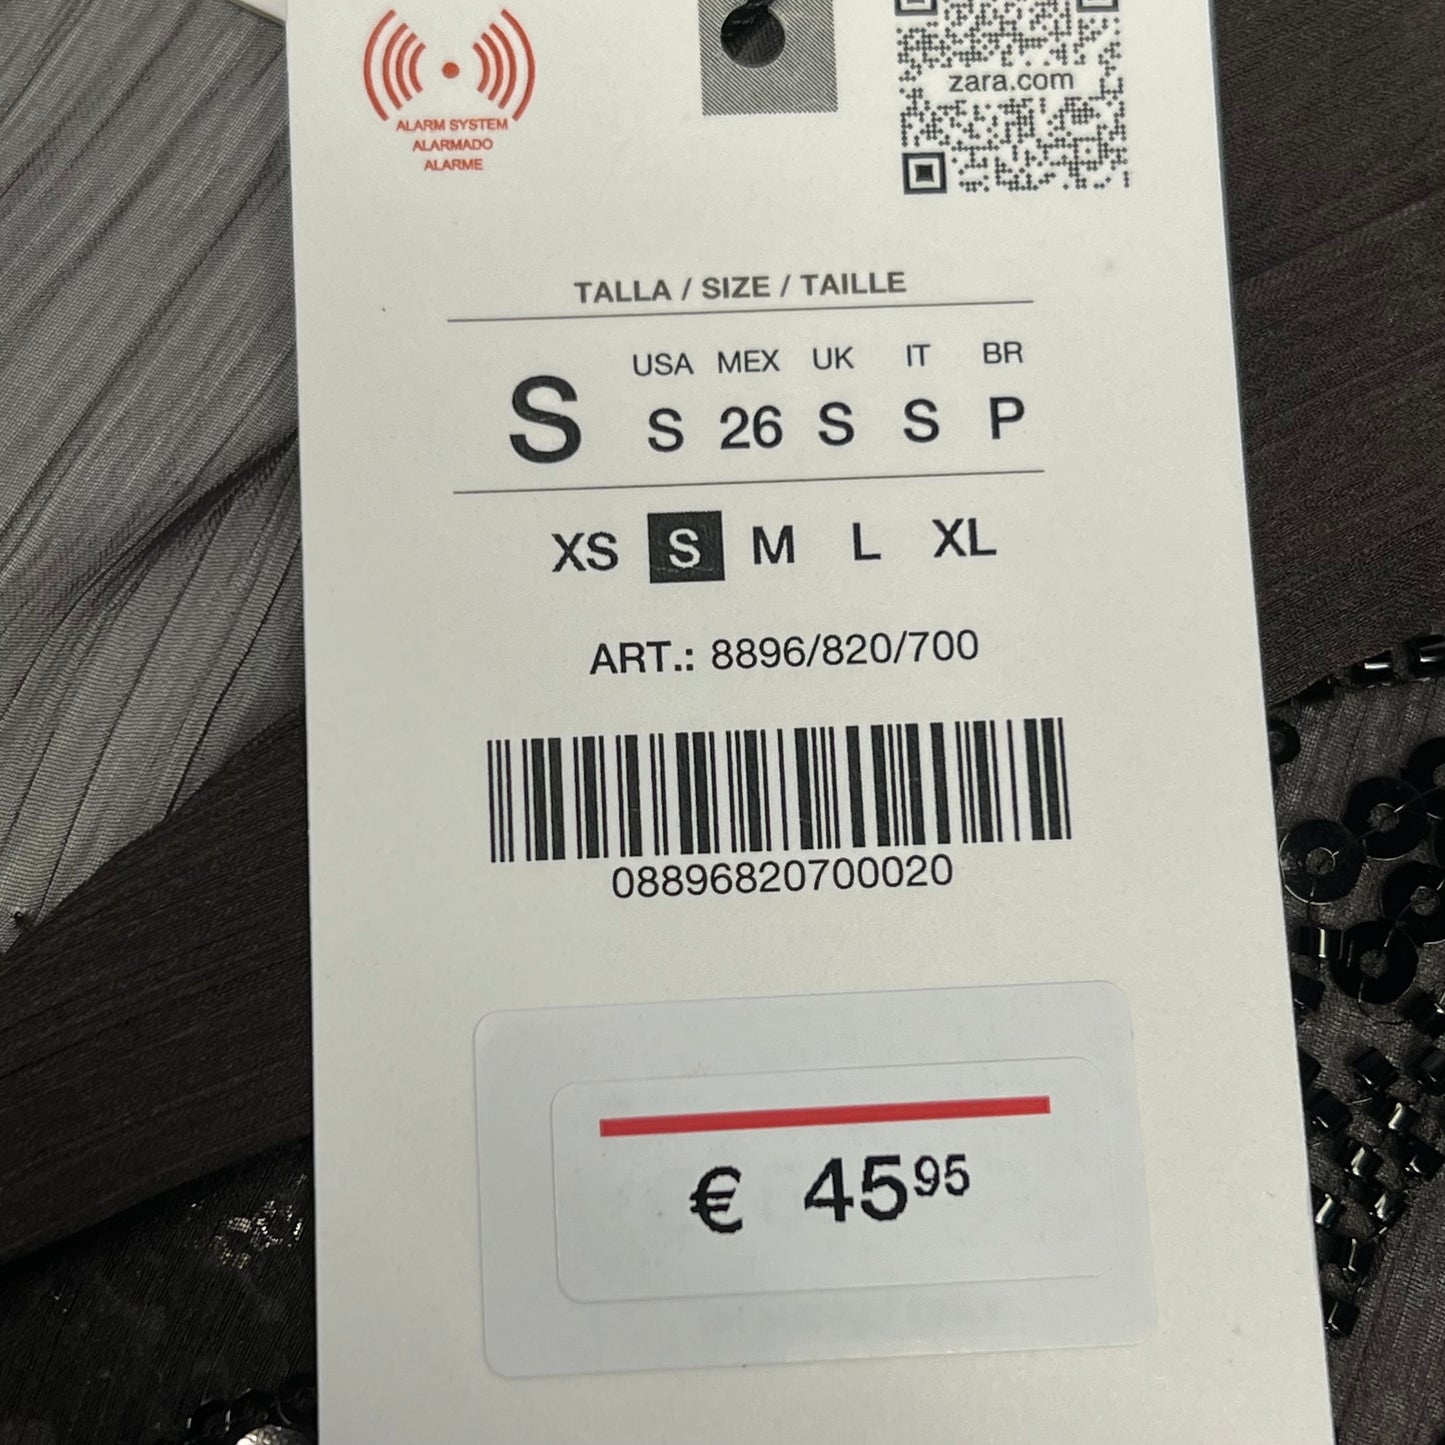 ALARM SYSTEM
ALARMADO
ALARME
zara.com
TALLA / SIZE / TAILLE
USA MEX UK IT BR
S S 26 S S P
XS S M L XL
ART.: 8896/820/700
08896820700020
€ 45 95